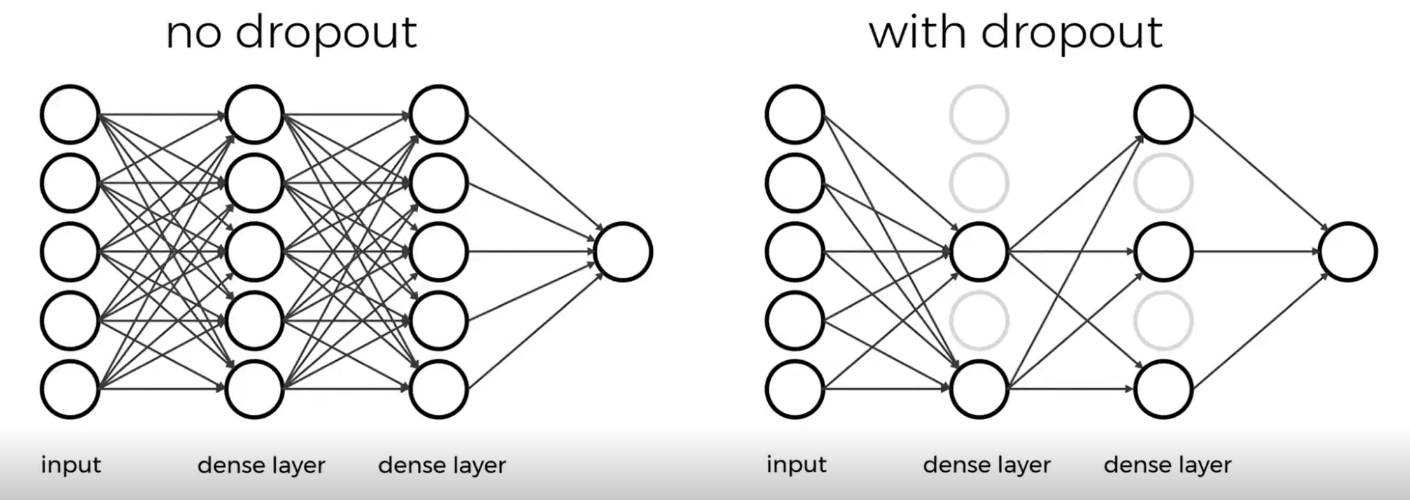 no dropout
with dropout
input
dense layer
dense layer
input
dense layer
dense layer